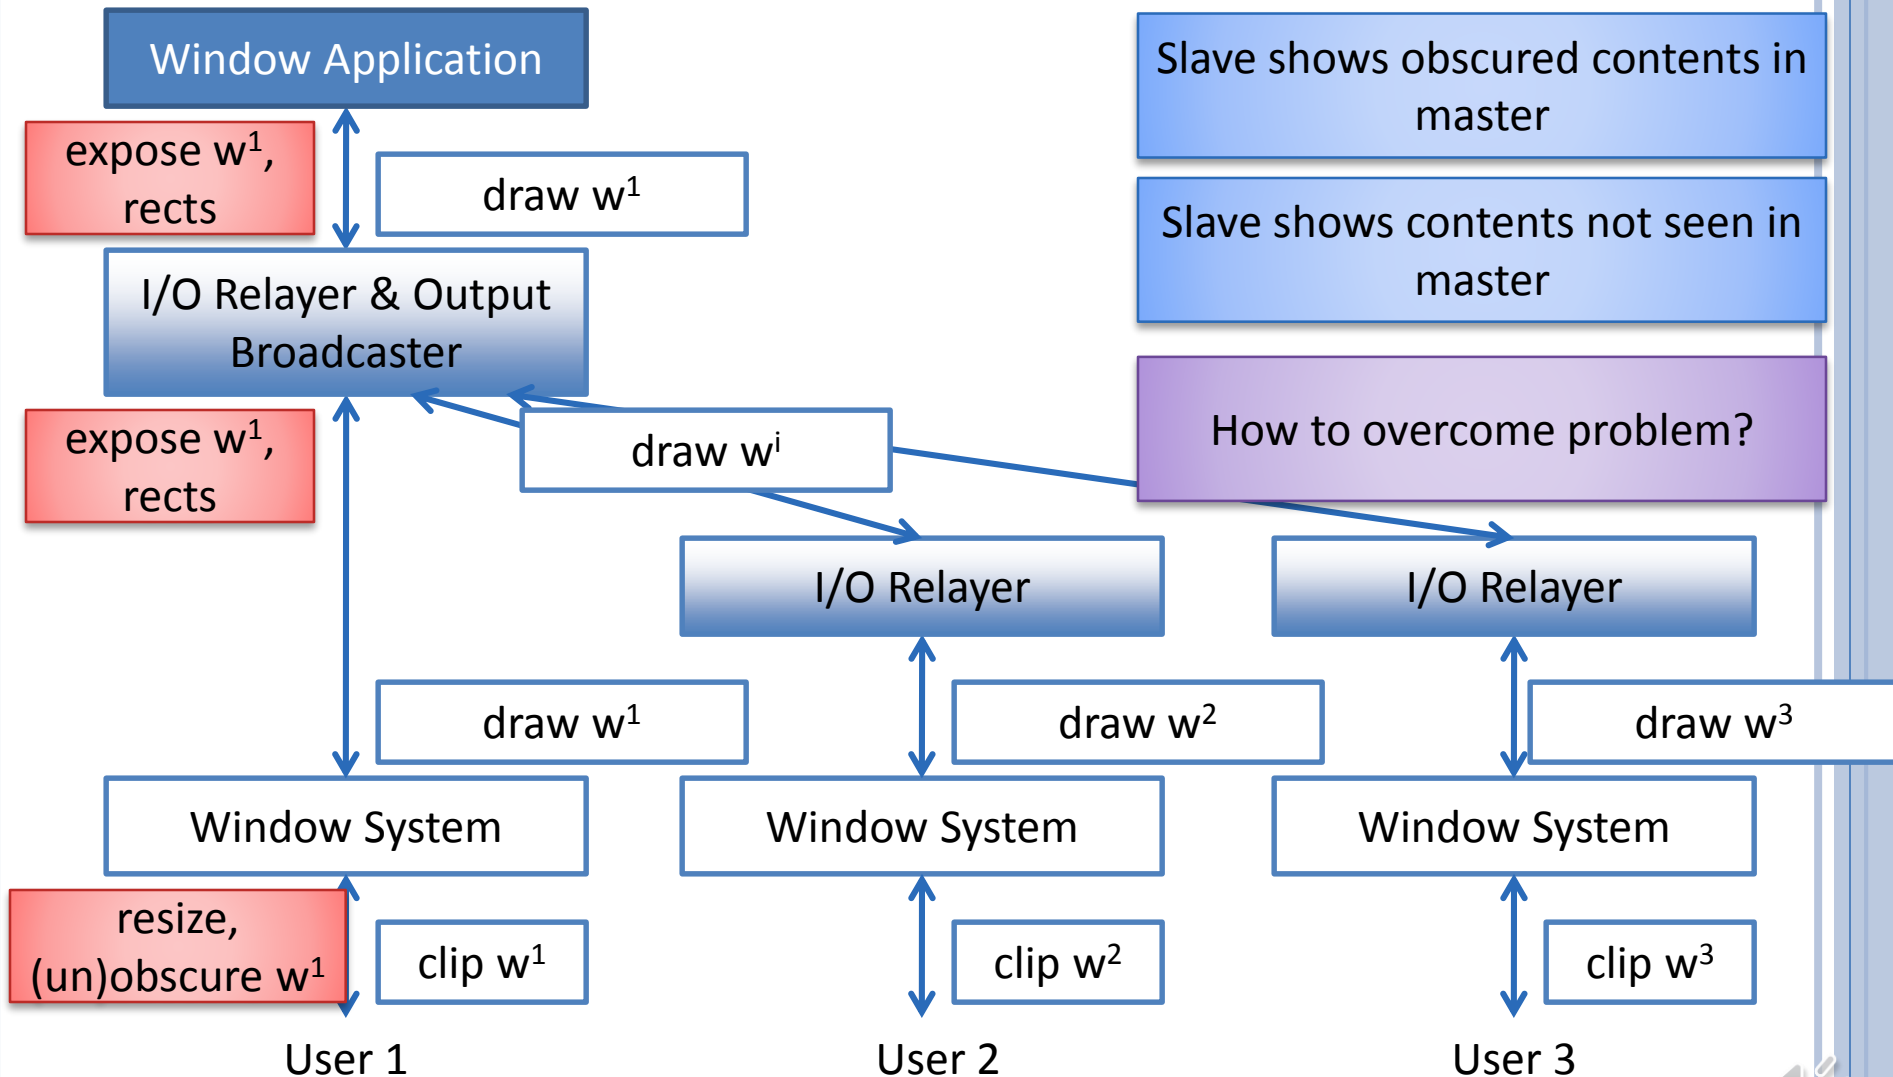 Window Application
Slave shows obscured contents in
master
expose w¹,
rects
draw w¹
Slave shows contents not seen in
master
I/O Relayer & Output
Broadcaster
expose w¹,
rects
draw wⁱ
How to overcome problem?
I/O Relayer
I/O Relayer
draw w¹
draw w²
draw w³
Window System
Window System
Window System
resize,
(un)obscure w¹
clip w¹
clip w²
clip w³
User 1
User 2
User 3